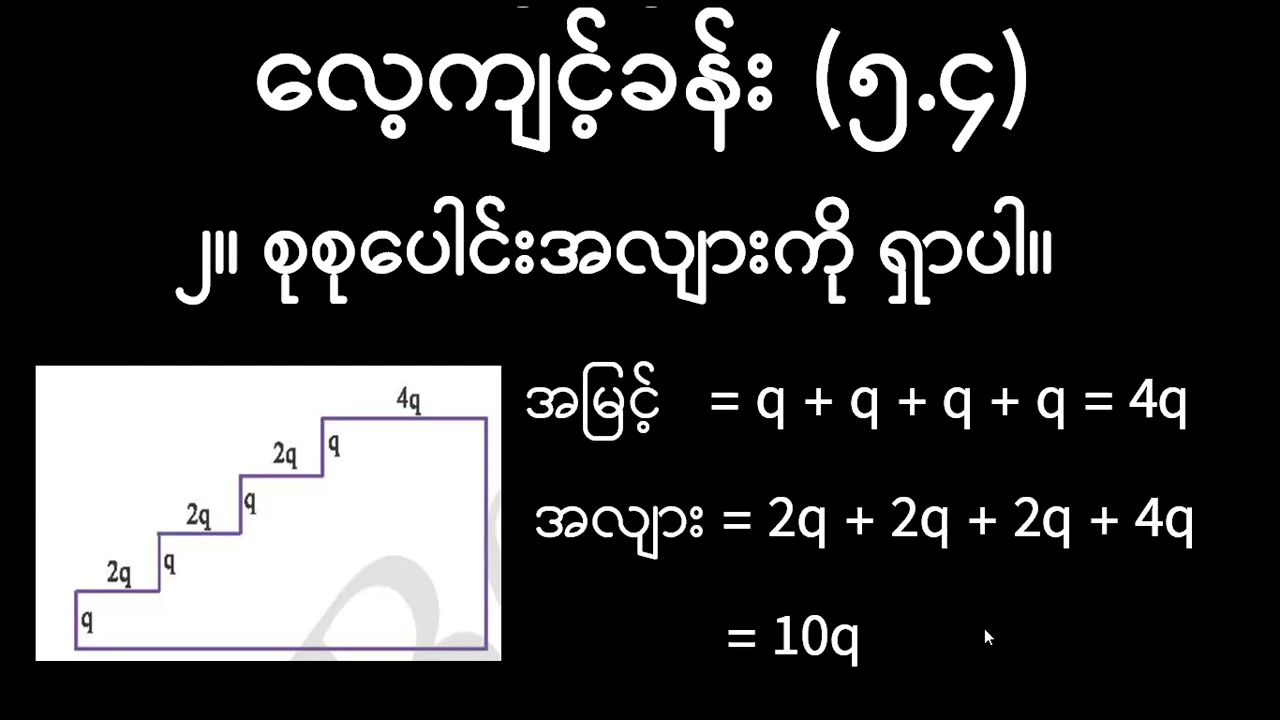 လေ့ကျင့်ခန်း (၅.၄)
၂။ စုစုပေါင်းအလျားကို ရှာပါ။
4q
2q
q
2q
q
2q
q
q
အမြင့် = q + q + q + q = 4q
အလျား = 2q + 2q + 2q + 4q
= 10q